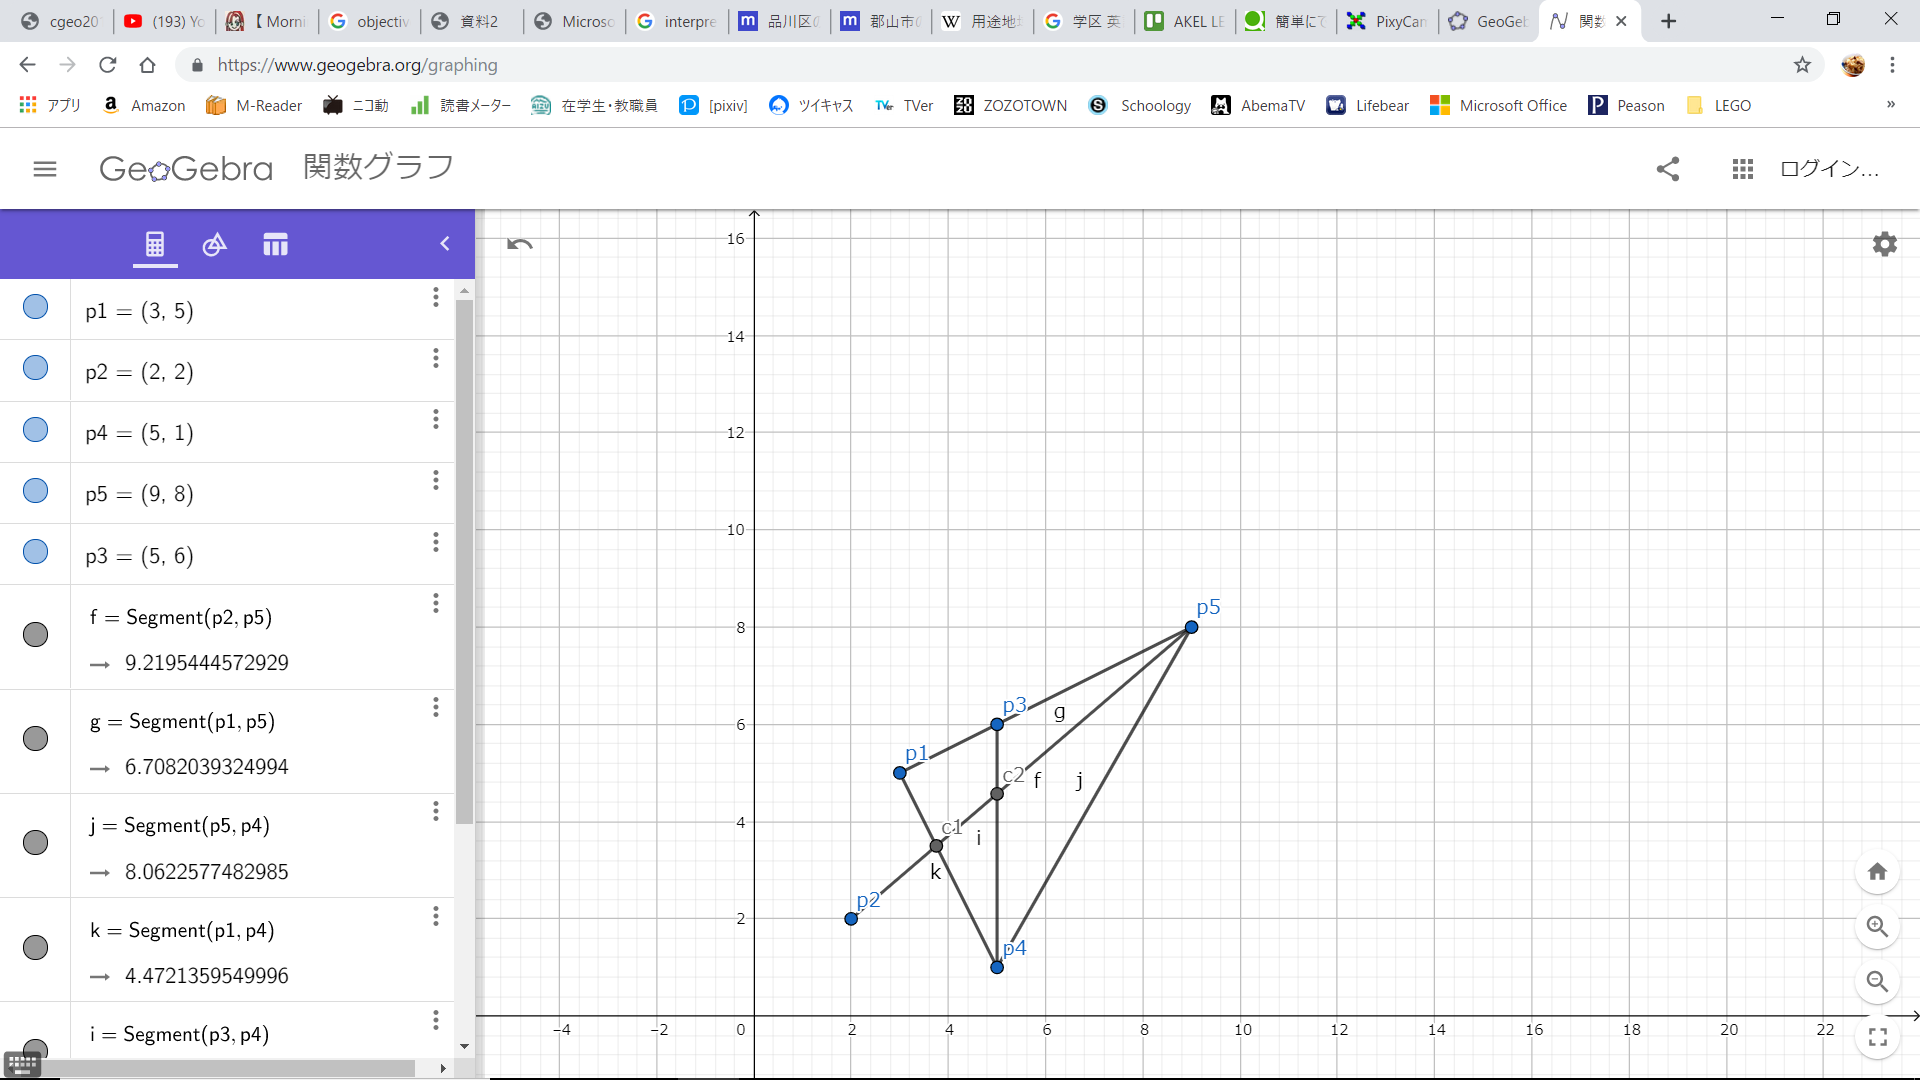 cgeo20
(193) Yo
【 Morni
objectiv
資料2
Microso
interpre
品川区の
郡山市の
用途地
学区 英
AKEL LE
簡単にて
PixyCan
GeoGeb
関数
https://www.geogebra.org/graphing
アプリ
Amazon
M-Reader
ニコ動
読書メーター
在学生・教職員
[pixiv]
ツイキャス
TVer
ZOZOTOWN
Schoology
AbemaTV
Lifebear
Microsoft Office
Peason
LEGO
»
GeoGebra 関数グラフ
ログイン...
p1 = (3, 5)
p2 = (2, 2)
p4 = (5, 1)
p5 = (9, 8)
p3 = (5, 6)
f = Segment(p2, p5)
→ 9.2195444572929
g = Segment(p1, p5)
→ 6.7082039324994
j = Segment(p5, p4)
→ 8.0622577482985
k = Segment(p1, p4)
→ 4.4721359549996
i = Segment(p3, p4)
16
14
12
10
8
6
4
2
p5
p3
g
p1
c2
f
j
c1
i
k
p2
p4
−4 −2 0 2 4 6 8 10 12 14 16 18 20 22